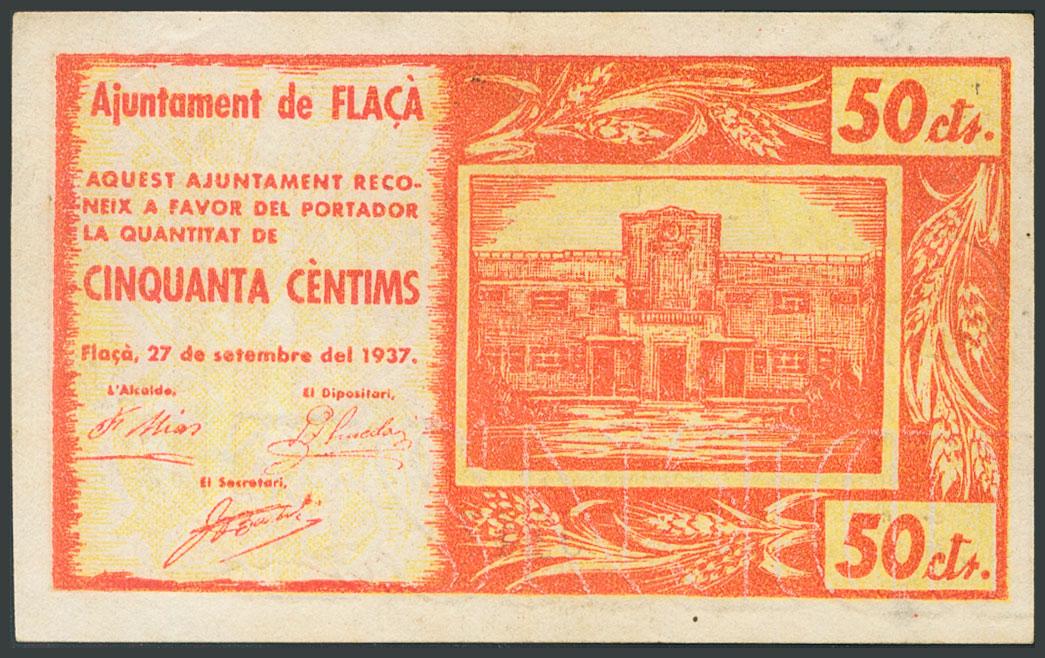 Ajuntament de FLAÇÀ
AQUEST AJUNTAMENT RECO-
NEIX A FAVOR DEL PORTADOR
LA QUANTITAT DE
CINQUANTA CÈNTIMS
Flaçà, 27 de setembre del 1937.
L'Alcalde,
El Dipositari,
El Secretari,
50 cts.
50 cts.